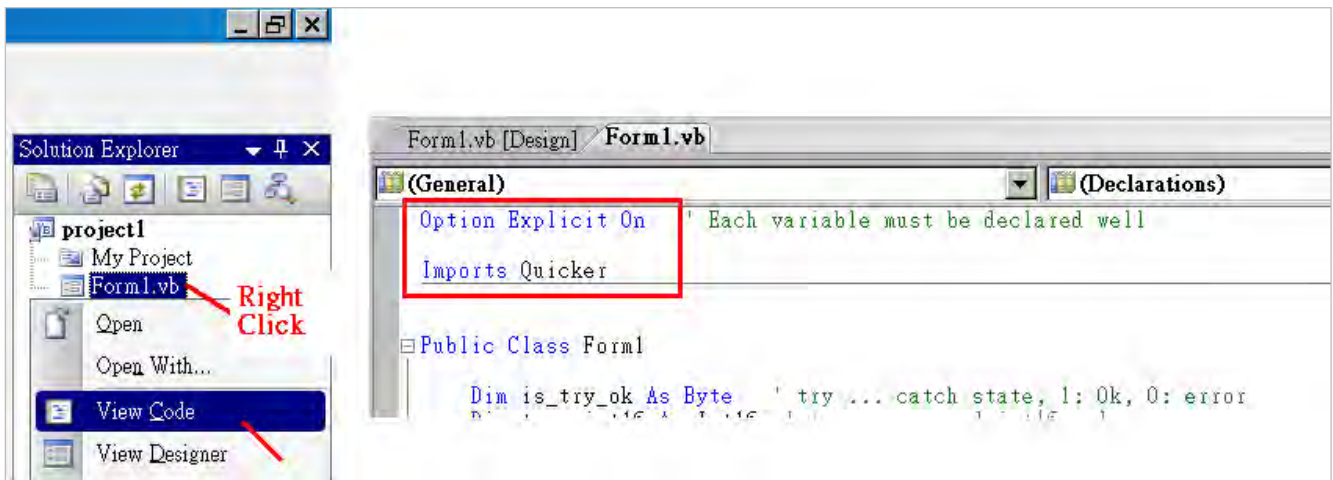 Solution Explorer
project1
My Project
Form1.vb
Right
Click
Open
Open With...
View Code
View Designer
Form1.vb [Design]
Form1.vb
(General)
(Declarations)
Option Explicit On ' Each variable must be declared well
Imports Quicker
Public Class Form1
Dim is_try_ok As Byte ' try ... catch state, 1: Ok, 0: error